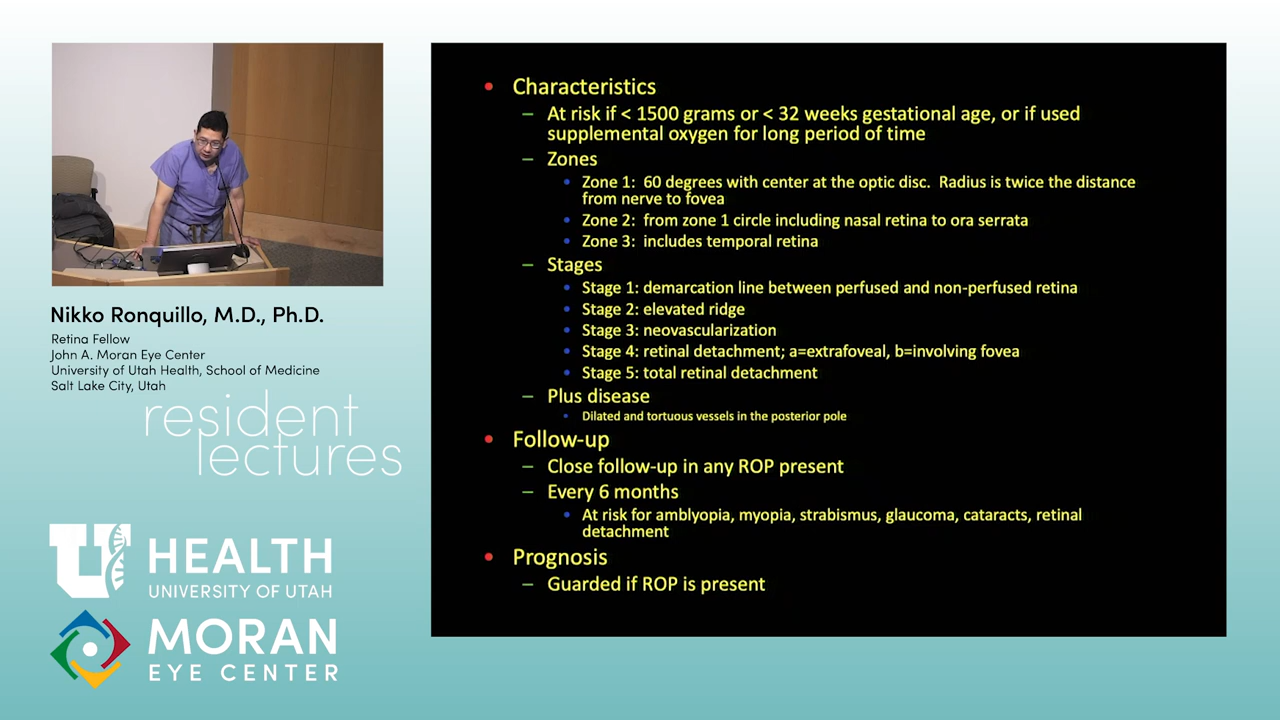 • Characteristics
– At risk if < 1500 grams or < 32 weeks gestational age, or if used
supplemental oxygen for long period of time
– Zones
• Zone 1: 60 degrees with center at the optic disc. Radius is twice the distance
from nerve to fovea
• Zone 2: from zone 1 circle including nasal retina to ora serrata
• Zone 3: includes temporal retina
– Stages
• Stage 1: demarcation line between perfused and non-perfused retina
• Stage 2: elevated ridge
• Stage 3: neovascularization
• Stage 4: retinal detachment; a=extrafoveal, b=involving fovea
• Stage 5: total retinal detachment
– Plus disease
• Dilated and tortuous vessels in the posterior pole
• Follow-up
– Close follow-up in any ROP present
– Every 6 months
• At risk for amblyopia, myopia, strabismus, glaucoma, cataracts, retinal
detachment
• Prognosis
– Guarded if ROP is present
Nikko Ronquillo, M.D., Ph.D.
Retina Fellow
John A. Moran Eye Center
University of Utah Health, School of Medicine
Salt Lake City, Utah
resident
lectures
U HEALTH
UNIVERSITY OF UTAH
MORAN
EYE CENTER